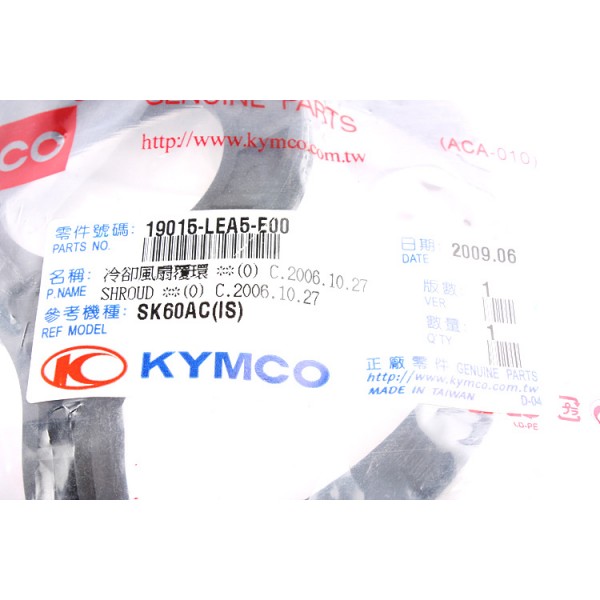 GENUINE PARTS
MCO
http://www.kymco.com.tw
(ACA-010)
零件號碼: 19015-LEA5-E00
PARTS NO.
日期: 2009.06
DATE
名稱: 冷卻風扇覆環 **(O) C.2006.10.27
P.NAME SHROUD **(O) C.2006.10.27
版數: 1
VER
參考機種: SK60AC(IS)
REF MODEL
數量: 1
Q'TY
KYMCO
正廠零件 GENUINE PARTS
http://www.kymco.com.tw
MADE IN TAIWAN
D-04
LD-PE